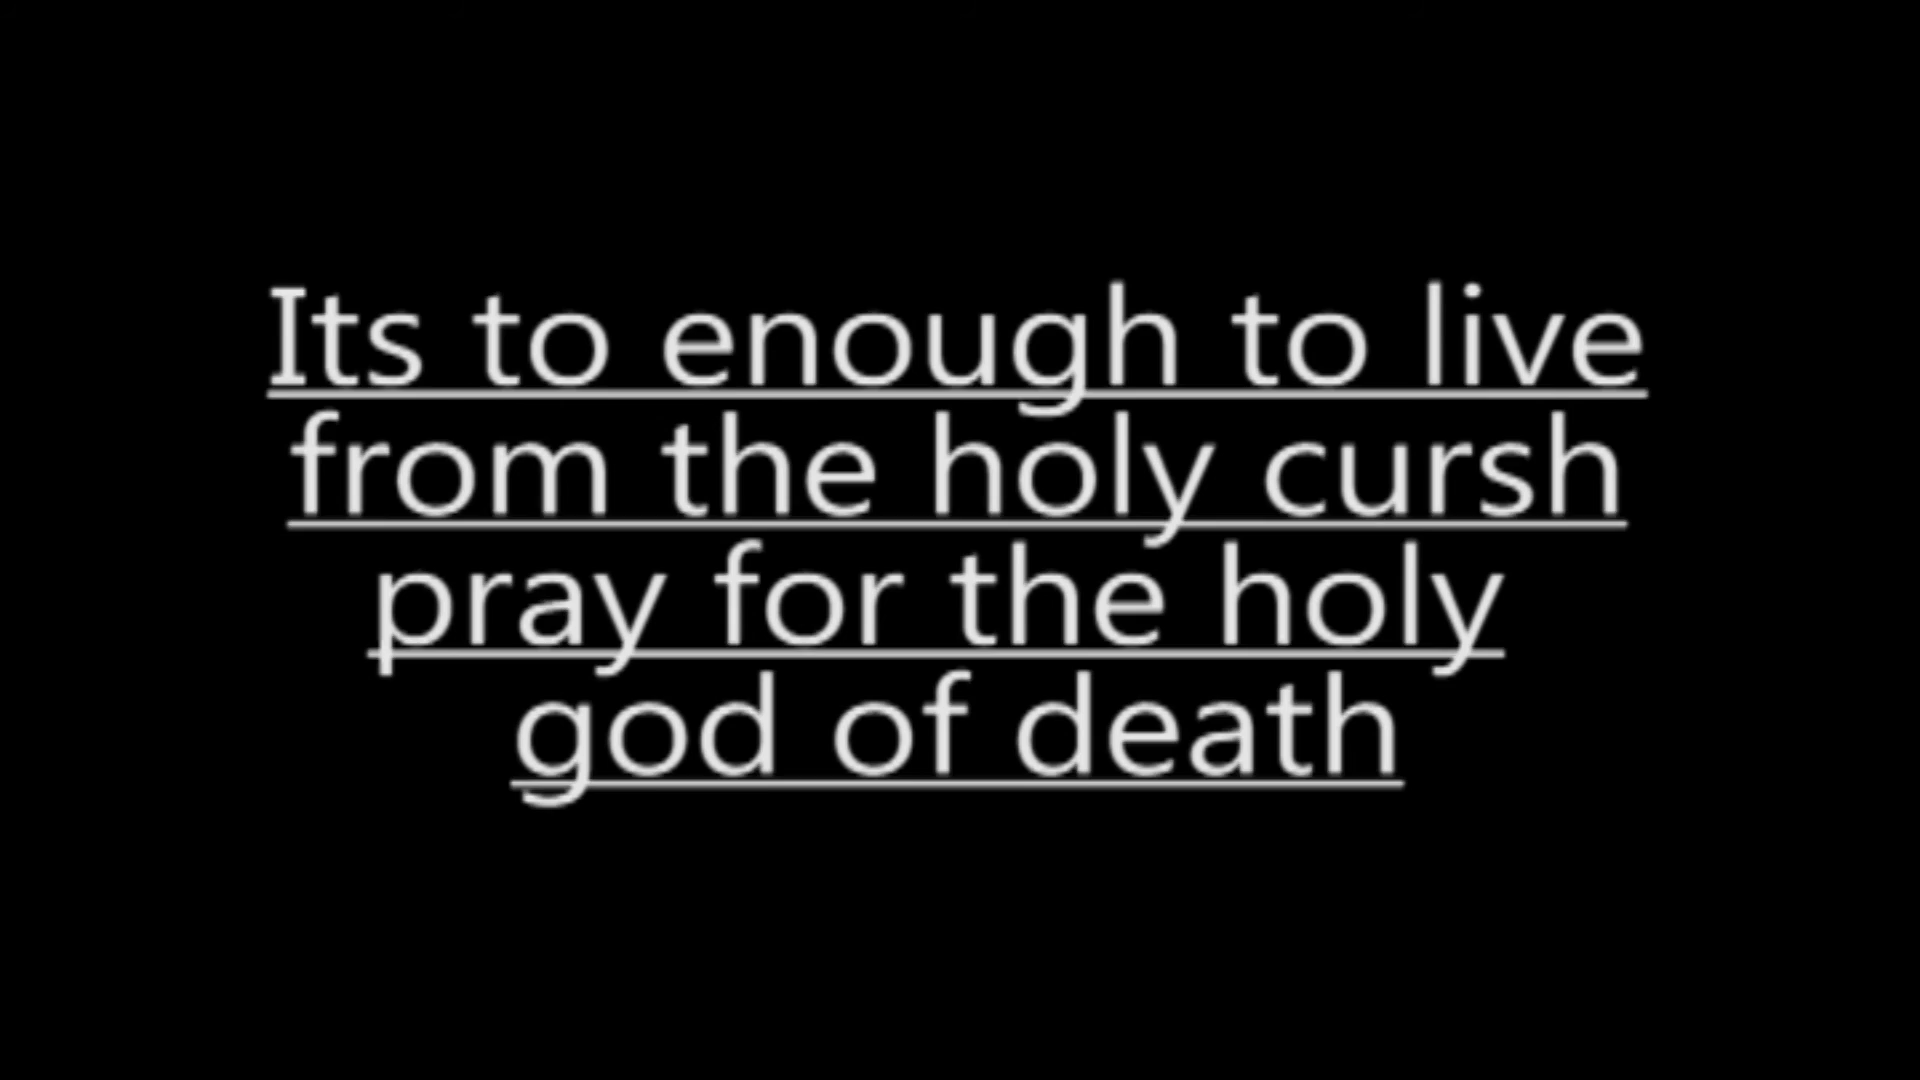 Its to enough to live
from the holy cursh
pray for the holy
god of death